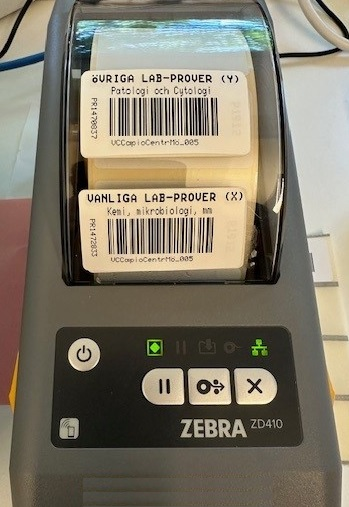 ÖVRIGA LAB-PROVER (Y)
Patologi och Cytologi
PR1470837
VCCapioCentrMo_005
VANLIGA LAB-PROVER (X)
Kemi, mikrobiologi, mm
PR1472833
VCCapioCentrMo_005
ZEBRA ZD410